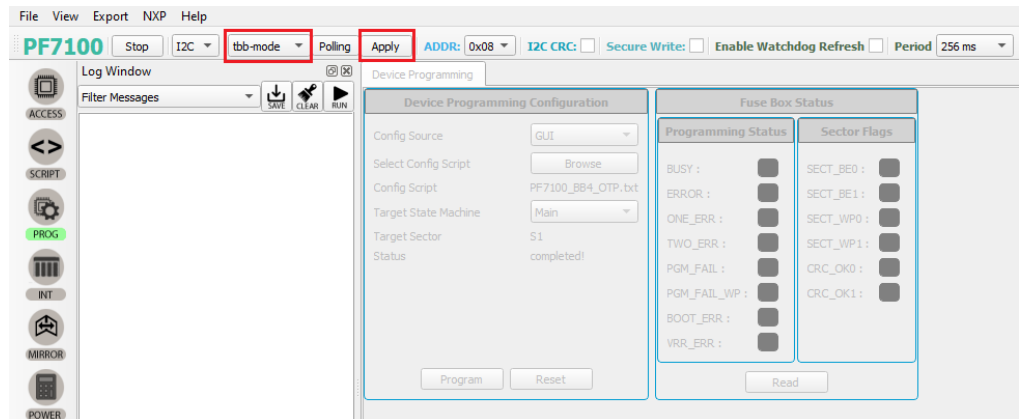 File View Export NXP Help
PF7100 Stop I2C tbb-mode Polling Apply ADDR: 0x08 I2C CRC: Secure Write: Enable Watchdog Refresh Period 256 ms
Log Window
Filter Messages
SAVE CLEAR RUN
ACCESS
SCRIPT
PROG
INT
MIRROR
POWER
Device Programming
Device Programming Configuration
Config Source GUI
Select Config Script Browse
Config Script PF7100_BB4_OTP.txt
Target State Machine Main
Target Sector S1
Status completed!
Program Reset
Fuse Box Status
Programming Status
BUSY :
ERROR :
ONE_ERR :
TWO_ERR :
PGM_FAIL :
PGM_FAIL_WP :
BOOT_ERR :
VRR_ERR :
Sector Flags
SECT_BE0 :
SECT_BE1 :
SECT_WP0 :
SECT_WP1 :
CRC_OK0 :
CRC_OK1 :
Read